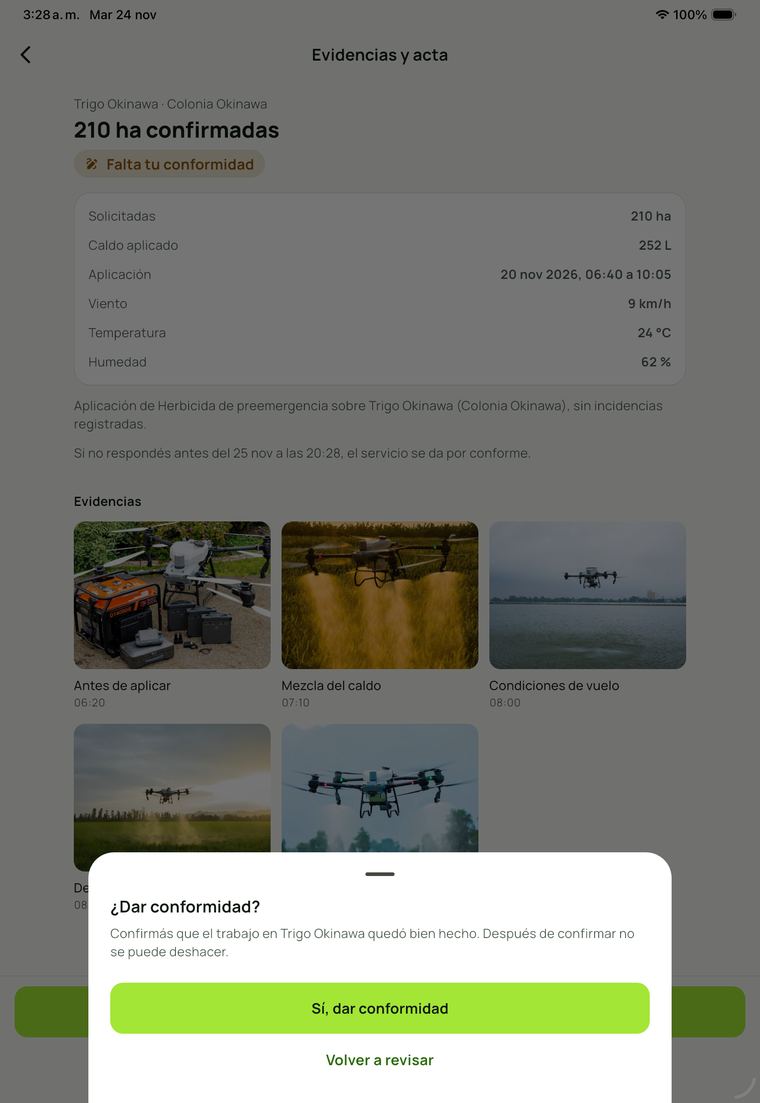 3:28 a. m. Mar 24 nov
100%
Evidencias y acta
Trigo Okinawa · Colonia Okinawa
210 ha confirmadas
Falta tu conformidad
Solicitadas 210 ha
Caldo aplicado 252 L
Aplicación 20 nov 2026, 06:40 a 10:05
Viento 9 km/h
Temperatura 24 °C
Humedad 62 %
Aplicación de Herbicida de preemergencia sobre Trigo Okinawa (Colonia Okinawa), sin incidencias
registradas.
Si no respondés antes del 25 nov a las 20:28, el servicio se da por conforme.
Evidencias
Antes de aplicar
06:20
Mezcla del caldo
07:10
Condiciones de vuelo
08:00
De
08
¿Dar conformidad?
Confirmás que el trabajo en Trigo Okinawa quedó bien hecho. Después de confirmar no
se puede deshacer.
Sí, dar conformidad
Volver a revisar